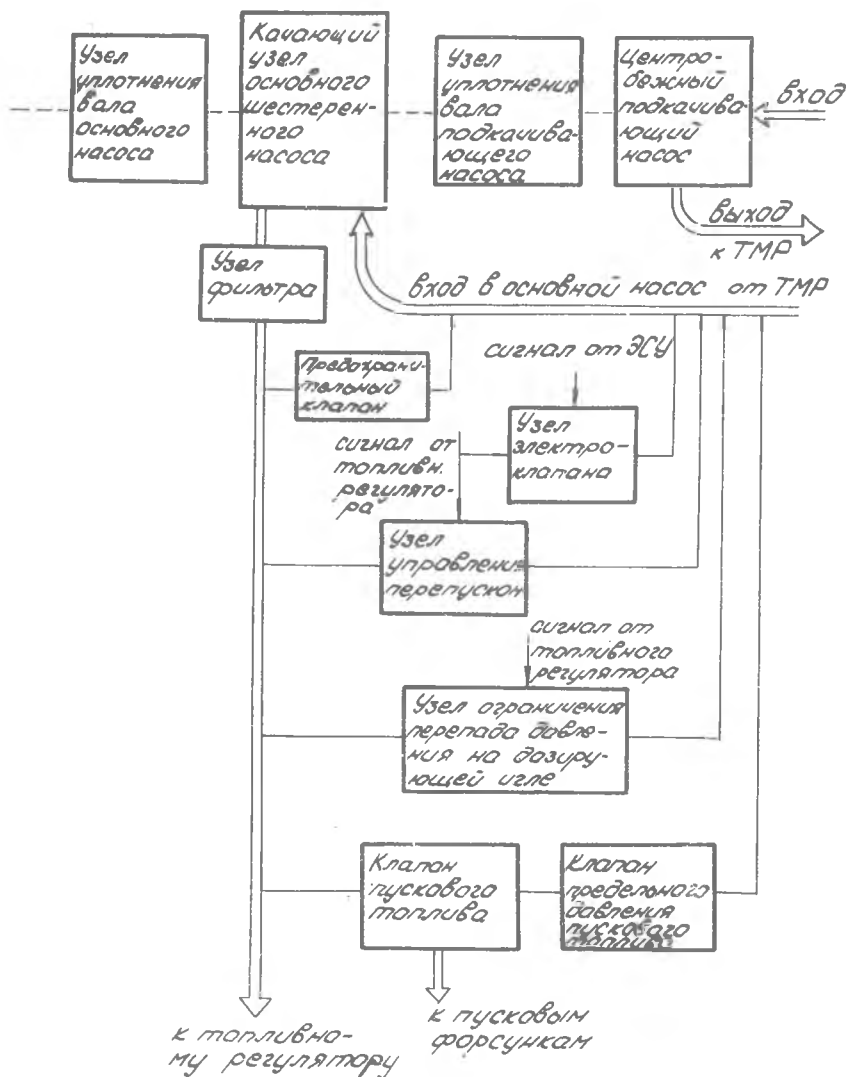 Узел
уплотнения
вала
основного
насоса
Качающий
узел
основного
шестерен-
ного
насоса
Узел
уплотнения
вала
подкачива-
ющего
насоса
Центро-
бежный
подкачива-
ющий
насос
вход
выход
к ТМР
Узел
фильтра
вход в основной насос от ТМР
сигнал от ЭСУ
Предохрани-
тельный
клапан
Узел
электро-
клапана
сигнал от
топливн.
регулято-
ра
Узел
управление
перепуском
сигнал от
топливного
регулятора
Узел ограничения
перепада давле-
ния на дозирую-
ющей игле
Клапан
пускового
топлива
Клапан
предельного
давления
пускового
топлива
к топливно-
му регулятору
к пусковым
форсункам